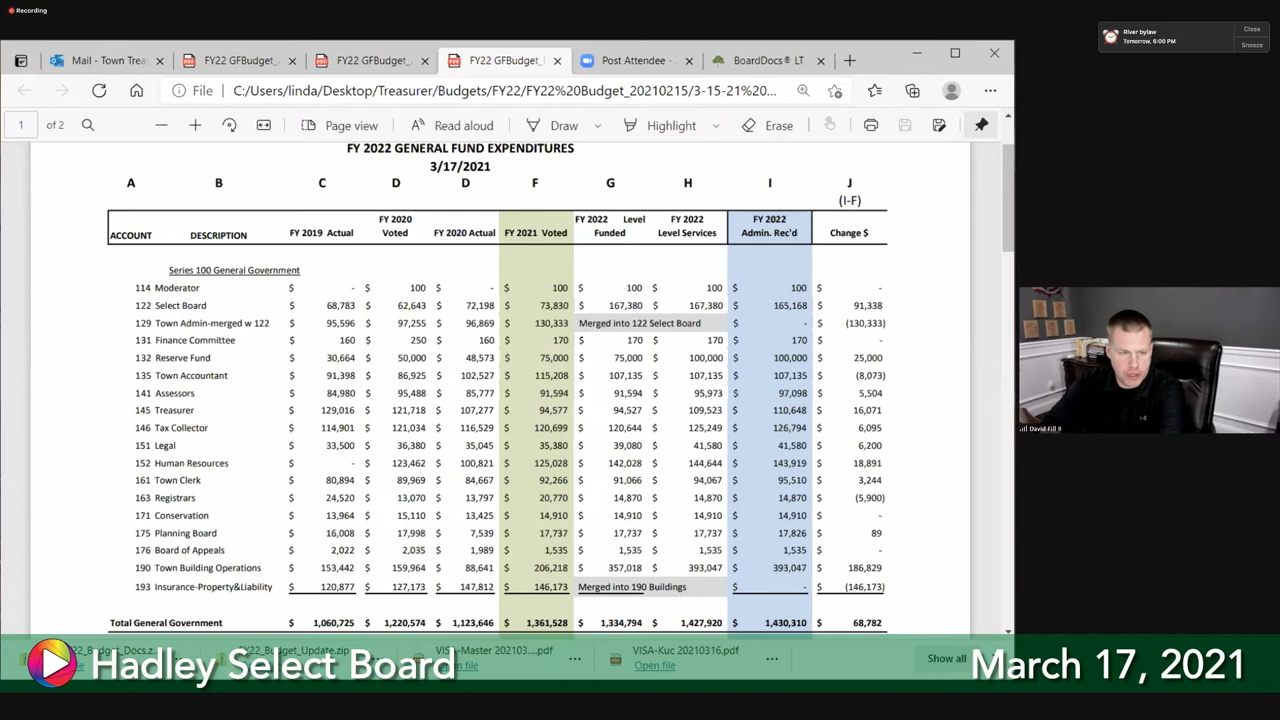 Recording
River bylaw
Tomorrow, 6:00 PM
Close
Snooze
Mail - Town Trea
FY22 GFBudget_
FY22 GFBudget_
FY22 GFBudget_
Post Attendee -
BoardDocs® LT
File C:/Users/linda/Desktop/Treasurer/Budgets/FY22/FY22%20Budget_20210215/3-15-21%20...
1 of 2 Page view Read aloud Draw Highlight Erase
FY 2022 GENERAL FUND EXPENDITURES
3/17/2021
A B C D D F G H I J
(I-F)
ACCOUNT DESCRIPTION FY 2019 Actual FY 2020 Voted FY 2020 Actual FY 2021 Voted FY 2022 Level Funded FY 2022 Level Services FY 2022 Admin. Rec'd Change $
Series 100 General Government
114 Moderator $ - 100 - $ 100 $ 100 $ 100 $ 100 $ -
122 Select Board $ 68,783 62,643 72,198 $ 73,830 $ 167,380 $ 167,380 $ 165,168 $ 91,338
129 Town Admin-merged w 122 $ 95,596 97,255 96,869 $ 130,333 Merged into 122 Select Board $ - $ (130,333)
131 Finance Committee $ 160 250 160 $ 170 $ 170 $ 170 $ 170 $ -
132 Reserve Fund $ 30,664 50,000 48,573 $ 75,000 $ 75,000 $ 100,000 $ 100,000 $ 25,000
135 Town Accountant $ 91,398 86,925 102,527 $ 115,208 $ 107,135 $ 107,135 $ 107,135 $ (8,073)
141 Assessors $ 84,980 95,488 85,777 $ 91,594 $ 91,594 $ 95,973 $ 97,098 $ 5,504
145 Treasurer $ 129,016 121,718 107,277 $ 94,577 $ 94,527 $ 109,523 $ 110,648 $ 16,071
146 Tax Collector $ 114,901 121,034 116,529 $ 120,699 $ 120,644 $ 125,249 $ 126,794 $ 6,095
151 Legal $ 33,500 36,380 35,045 $ 35,380 $ 39,080 $ 41,580 $ 41,580 $ 6,200
152 Human Resources $ - 123,462 100,821 $ 125,028 $ 142,028 $ 144,644 $ 143,919 $ 18,891
161 Town Clerk $ 80,894 89,969 84,667 $ 92,266 $ 91,066 $ 94,067 $ 95,510 $ 3,244
163 Registrars $ 24,520 13,070 13,797 $ 20,770 $ 14,870 $ 14,870 $ 14,870 $ (5,900)
171 Conservation $ 13,964 15,110 13,425 $ 14,910 $ 14,910 $ 14,910 $ 14,910 $ -
175 Planning Board $ 16,008 17,998 7,539 $ 17,737 $ 17,737 $ 17,737 $ 17,826 $ 89
176 Board of Appeals $ 2,022 2,035 1,989 $ 1,535 $ 1,535 $ 1,535 $ 1,535 $ -
190 Town Building Operations $ 153,442 159,964 88,641 $ 206,218 $ 357,018 $ 393,047 $ 393,047 $ 186,829
193 Insurance-Property&Liability $ 120,877 127,173 147,812 $ 146,173 Merged into 190 Buildings $ - $ (146,173)
Total General Government $ 1,060,725 $ 1,220,574 $ 1,123,646 $ 1,361,528 $ 1,334,794 $ 1,427,920 $ 1,430,310 $ 68,782
David Fill II
_Budget_Docs.z...
22_Budget_Update.zip
VISA-Master 202103....pdf
Open file
VISA-Kuc 20210316.pdf
Open file
Show all
Hadley Select Board March 17, 2021